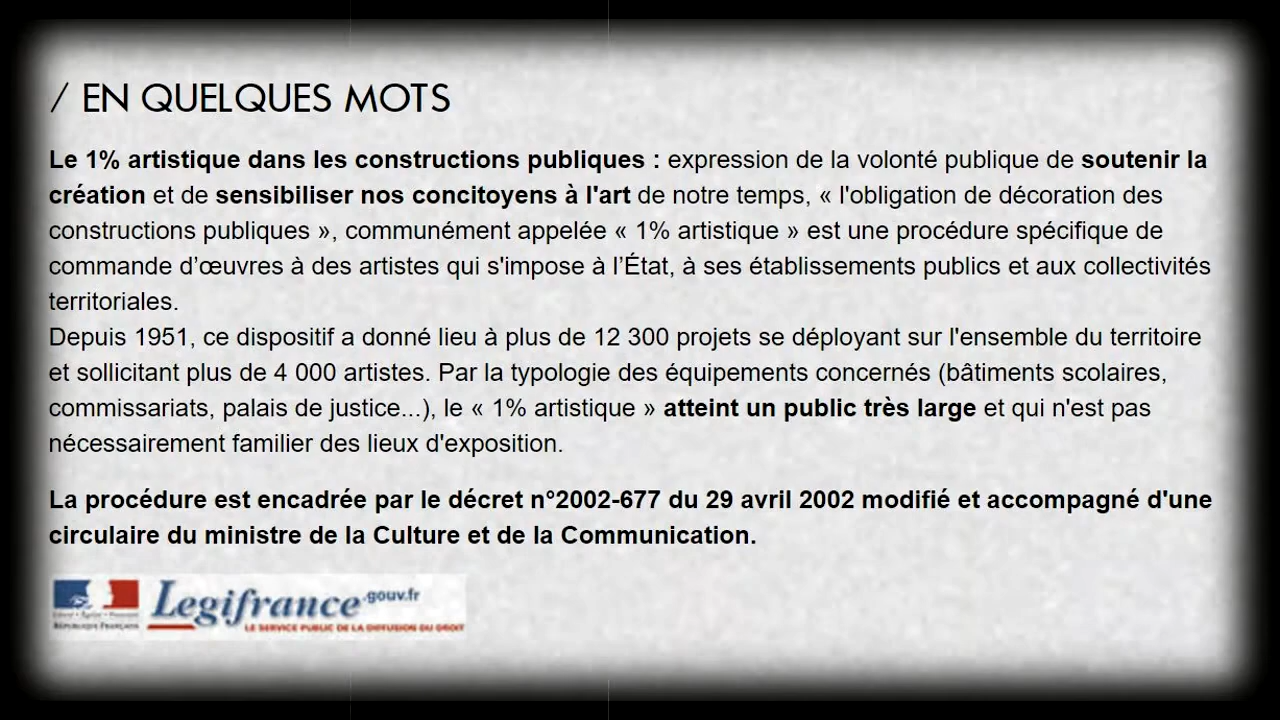 / EN QUELQUES MOTS
Le 1% artistique dans les constructions publiques : expression de la volonté publique de soutenir la
création et de sensibiliser nos concitoyens à l'art de notre temps, « l'obligation de décoration des
constructions publiques », communément appelée « 1% artistique » est une procédure spécifique de
commande d’œuvres à des artistes qui s'impose à l’État, à ses établissements publics et aux collectivités
territoriales.
Depuis 1951, ce dispositif a donné lieu à plus de 12 300 projets se déployant sur l'ensemble du territoire
et sollicitant plus de 4 000 artistes. Par la typologie des équipements concernés (bâtiments scolaires,
commissariats, palais de justice...), le « 1% artistique » atteint un public très large et qui n'est pas
nécessairement familier des lieux d'exposition.
La procédure est encadrée par le décret n°2002-677 du 29 avril 2002 modifié et accompagné d'une
circulaire du ministre de la Culture et de la Communication.
Legifrance.gouv.fr
LE SERVICE PUBLIC DE LA DIFFUSION DU DROIT
RÉPUBLIQUE FRANÇAISE